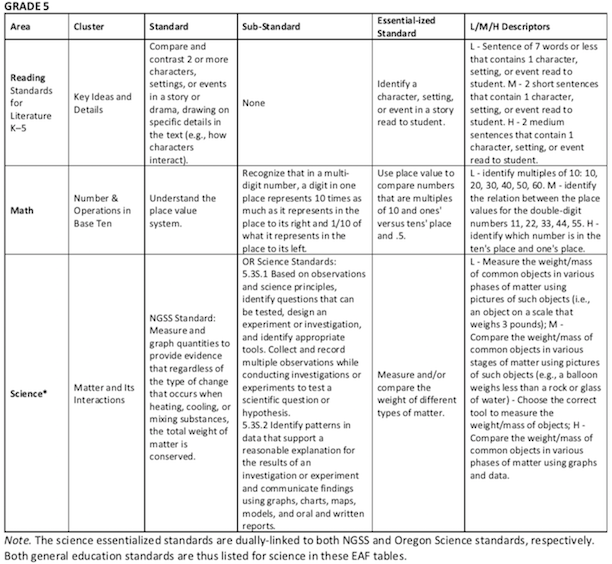 GRADE 5
Area
Cluster
Standard
Sub-Standard
Essential-ized
Standard
L/M/H Descriptors
Reading
Standards for
Literature
K–5
Key Ideas and
Details
Compare and
contrast 2 or more
characters,
settings, or events
in a story or
drama, drawing on
specific details in
the text (e.g., how
characters
interact).
None
Identify a
character, setting,
or event in a story
read to student.
L - Sentence of 7 words or less
that contains 1 character,
setting, or event read to
student. M - 2 short sentences
that contain 1 character,
setting, or event read to
student. H - 2 medium
sentences that contain 1
character, setting, or event
read to student.
Math
Number &
Operations in
Base Ten
Understand the
place value
system.
Recognize that in a multi-
digit number, a digit in one
place represents 10 times
as much as it represents in
the place to its right and 1/10
of what it represents in the
place to its left.
Use place value to
compare numbers
that are multiples
of 10 and ones'
versus tens' place
and .5.
L - identify multiples of 10: 10,
20, 30, 40, 50, 60. M - identify
the relation between the place
values for the double-digit
numbers 11, 22, 33, 44, 55. H -
identify which number is in the
ten's place and one's place.
Science*
Matter and Its
Interactions
NGSS Standard:
Measure and
graph quantities to
provide evidence
that regardless of
the type of change
that occurs when
heating, cooling, or
mixing substances,
the total weight of
matter is
conserved.
OR Science Standards:
5.3S.1 Based on observations
and science principles,
identify questions that can
be tested, design an
experiment or investigation,
and identify appropriate
tools. Collect and record
multiple observations while
conducting investigations or
experiments to test a
scientific question or
hypothesis.
5.3S.2 Identify patterns in
data that support a
reasonable explanation for
the results of an
investigation or experiment
and communicate findings
using graphs, charts, maps,
models, and oral and written
reports.
Measure and/or
compare the
weight of different
types of matter.
L - Measure the weight/mass
of common objects in various
phases of matter using
pictures of such objects (i.e.,
an object on a scale that
weighs 3 pounds); M -
Compare the weight/mass of
common objects in various
stages of matter using
pictures of such objects (e.g., a
balloon weighs less than a rock or glass
of water) - Choose the correct
tool to measure the
weight/mass of objects; H -
Compare the weight/mass of
common objects in various
phases of matter using graphs
and data.
Note. The science essentialized standards are dually-linked to both NGSS and Oregon Science standards, respectively.
Both general education standards are thus listed for science in these EAF tables.